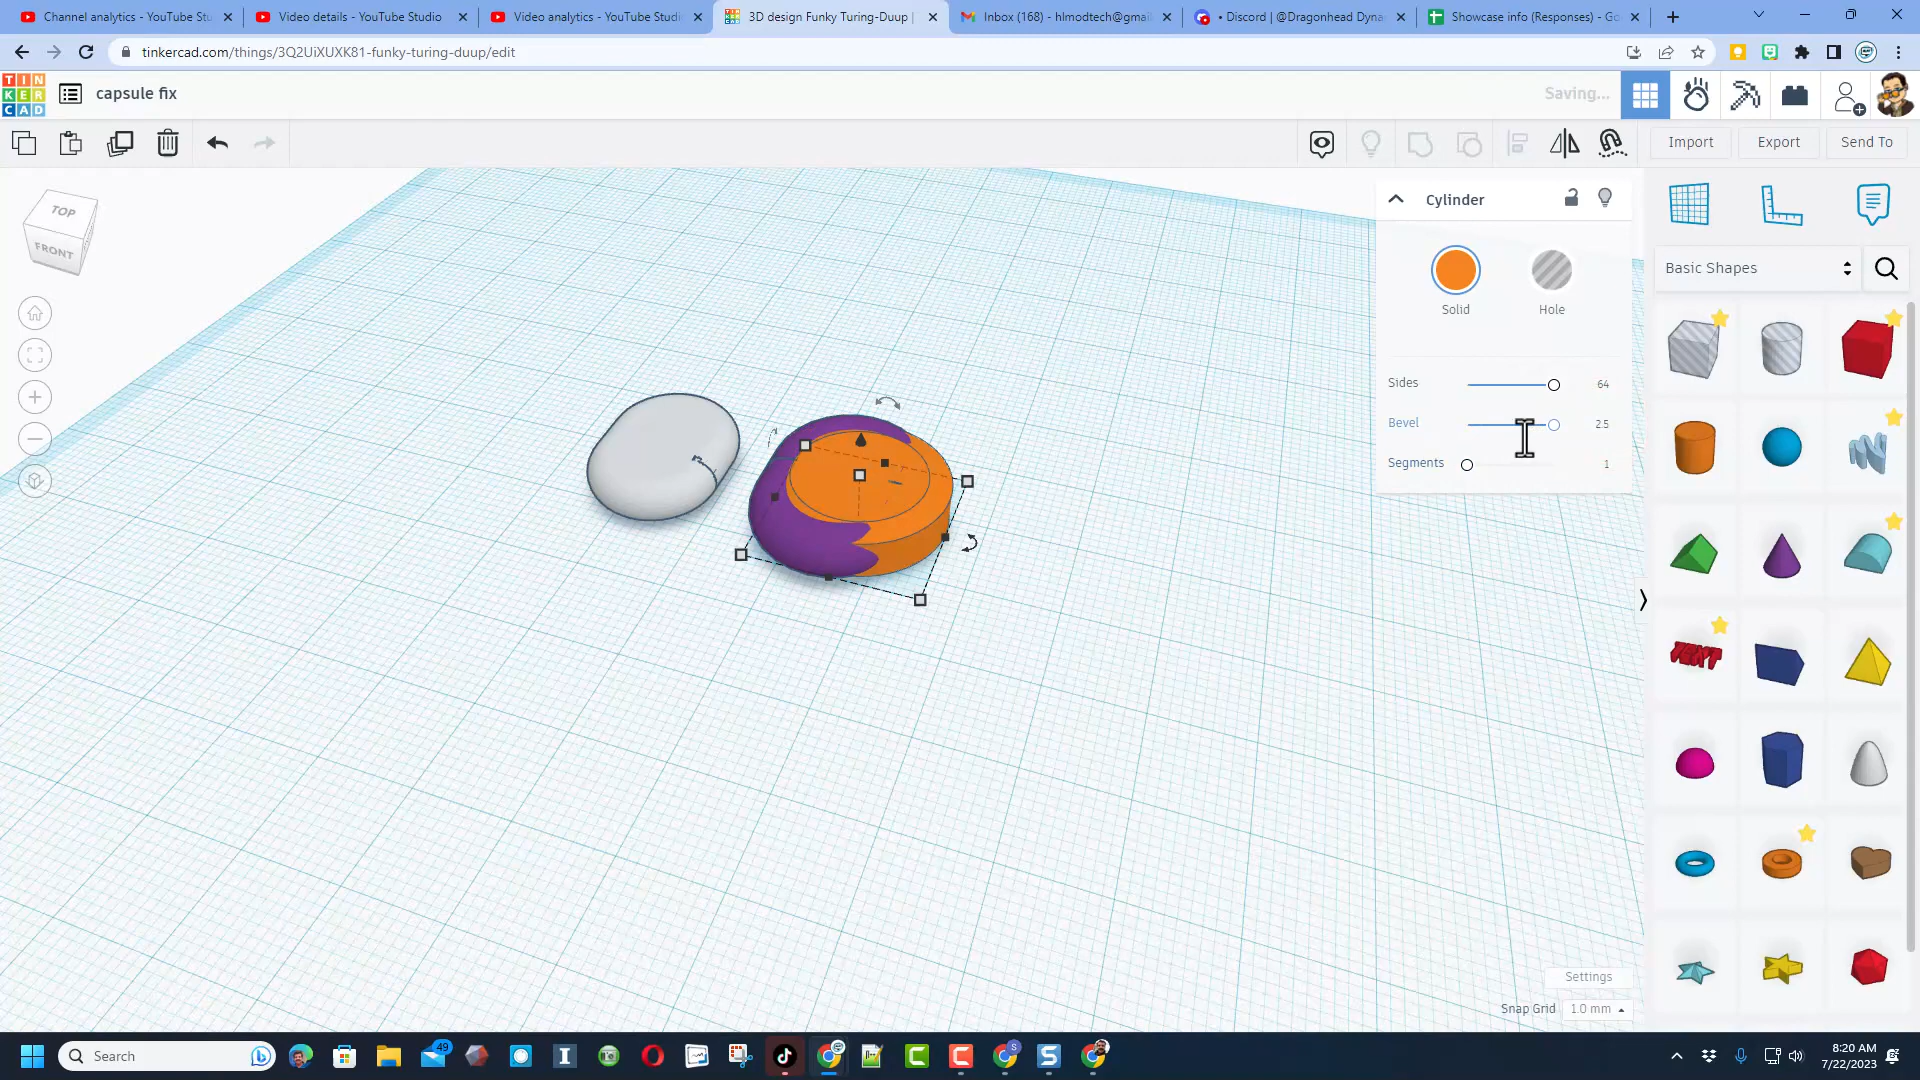 Channel analytics - YouTube Stu
Video details - YouTube Studio
Video analytics - YouTube Studi
3D design Funky Turing-Duup |
Inbox (168) - hlmodtech@gmai
• Discord | @Dragonhead Dyna
Showcase info (Responses) - Go
tinkercad.com/things/3Q2UiXUXK81-funky-turing-duup/edit
TIN
KER
CAD
capsule fix
Saving...
Import
Export
Send To
TOP
FRONT
Cylinder
Solid
Hole
Sides
64
Bevel
2.5
Segments
1
Basic Shapes
TEXT
Settings
Snap Grid
1.0 mm
Search
49
S
S
8:20 AM
7/22/2023